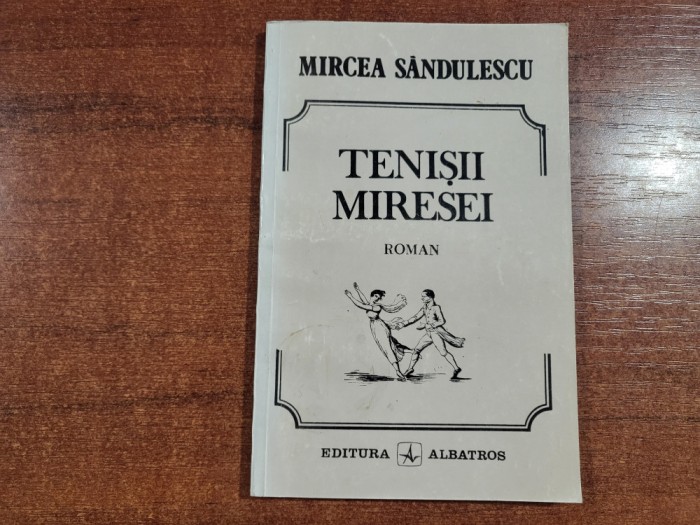 MIRCEA SÂNDULESCU
TENIȘII
MIRESEI
ROMAN
EDITURA ALBATROS